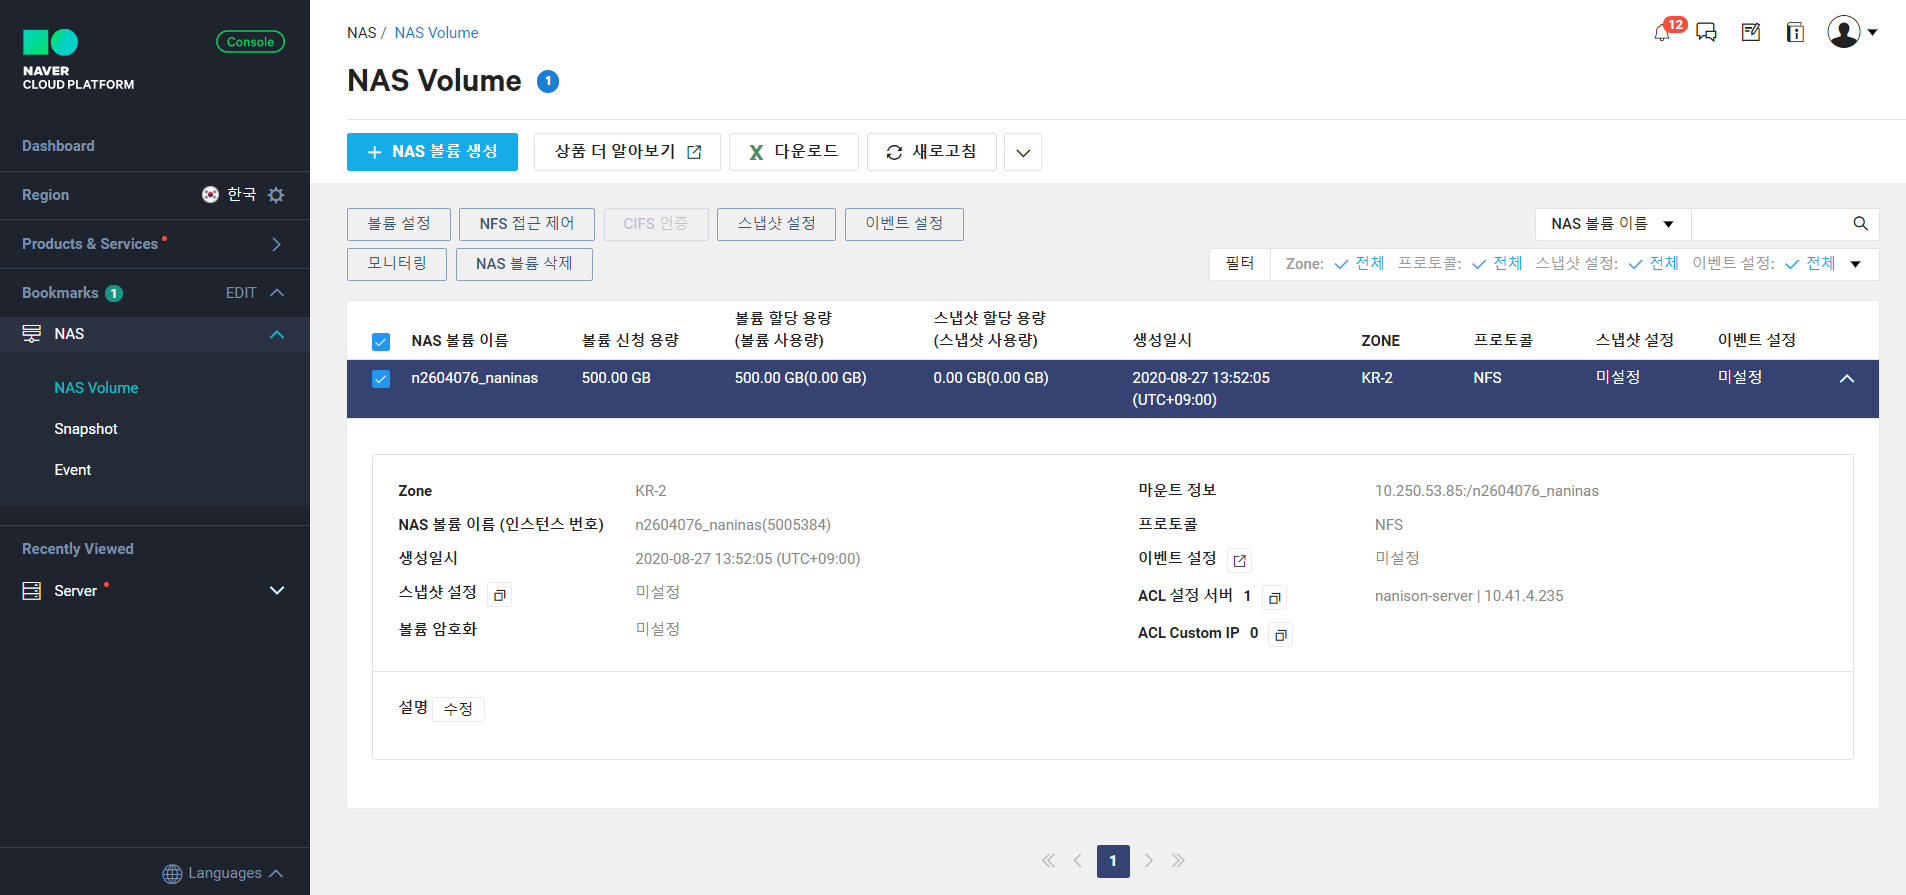 NAVER
CLOUD PLATFORM
Console
Dashboard
Region 한국
Products & Services
Bookmarks 1 EDIT
NAS
NAS Volume
Snapshot
Event
Recently Viewed
Server
Languages
NAS / NAS Volume
12
NAS Volume 1
+ NAS 볼륨 생성 상품 더 알아보기 X 다운로드 새로고침
볼륨 설정 NFS 접근 제어 CIFS 인증 스냅샷 설정 이벤트 설정
NAS 볼륨 이름
모니터링 NAS 볼륨 삭제
필터 Zone: 전체 프로토콜: 전체 스냅샷 설정: 전체 이벤트 설정: 전체
NAS 볼륨 이름 볼륨 신청 용량 볼륨 할당 용량 (볼륨 사용량) 스냅샷 할당 용량 (스냅샷 사용량) 생성일시 ZONE 프로토콜 스냅샷 설정 이벤트 설정
n2604076_naninas 500.00 GB 500.00 GB(0.00 GB) 0.00 GB(0.00 GB) 2020-08-27 13:52:05 (UTC+09:00) KR-2 NFS 미설정 미설정
Zone KR-2
NAS 볼륨 이름 (인스턴스 번호) n2604076_naninas(5005384)
생성일시 2020-08-27 13:52:05 (UTC+09:00)
스냅샷 설정 미설정
볼륨 암호화 미설정
마운트 정보 10.250.53.85:/n2604076_naninas
프로토콜 NFS
이벤트 설정 미설정
ACL 설정 서버 1 nanison-server | 10.41.4.235
ACL Custom IP 0
설명 수정
1